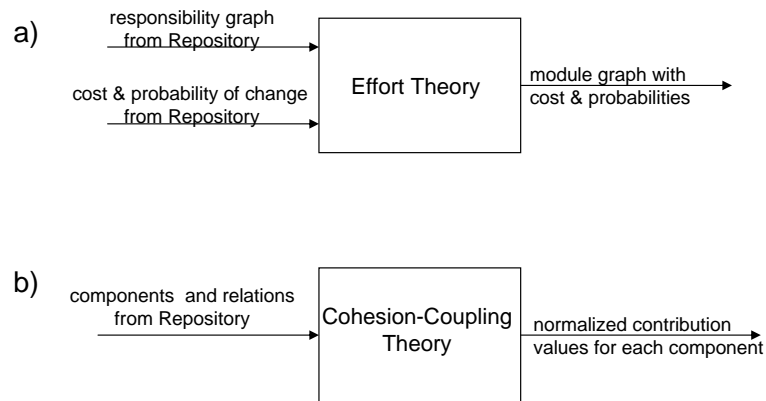 a)
responsibility graph
from Repository
cost & probability of change
from Repository
Effort Theory
module graph with
cost & probabilities
b)
components and relations
from Repository
Cohesion-Coupling
Theory
normalized contribution
values for each component